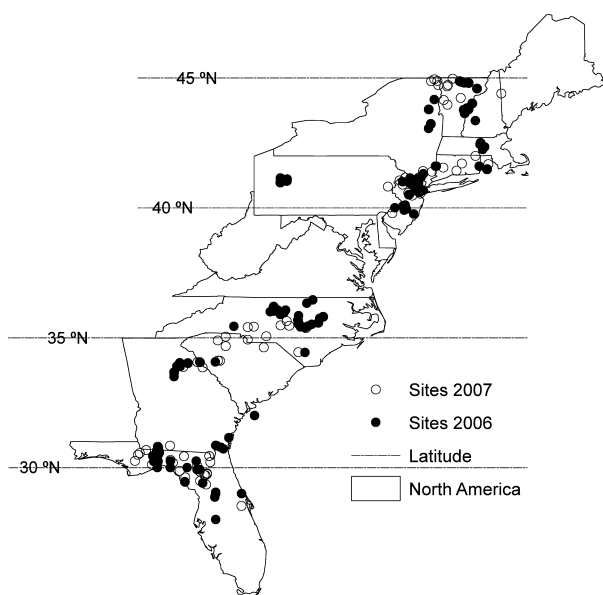 45 ºN
40 ºN
35 ºN
Sites 2007
Sites 2006
Latitude
30 ºN
North America